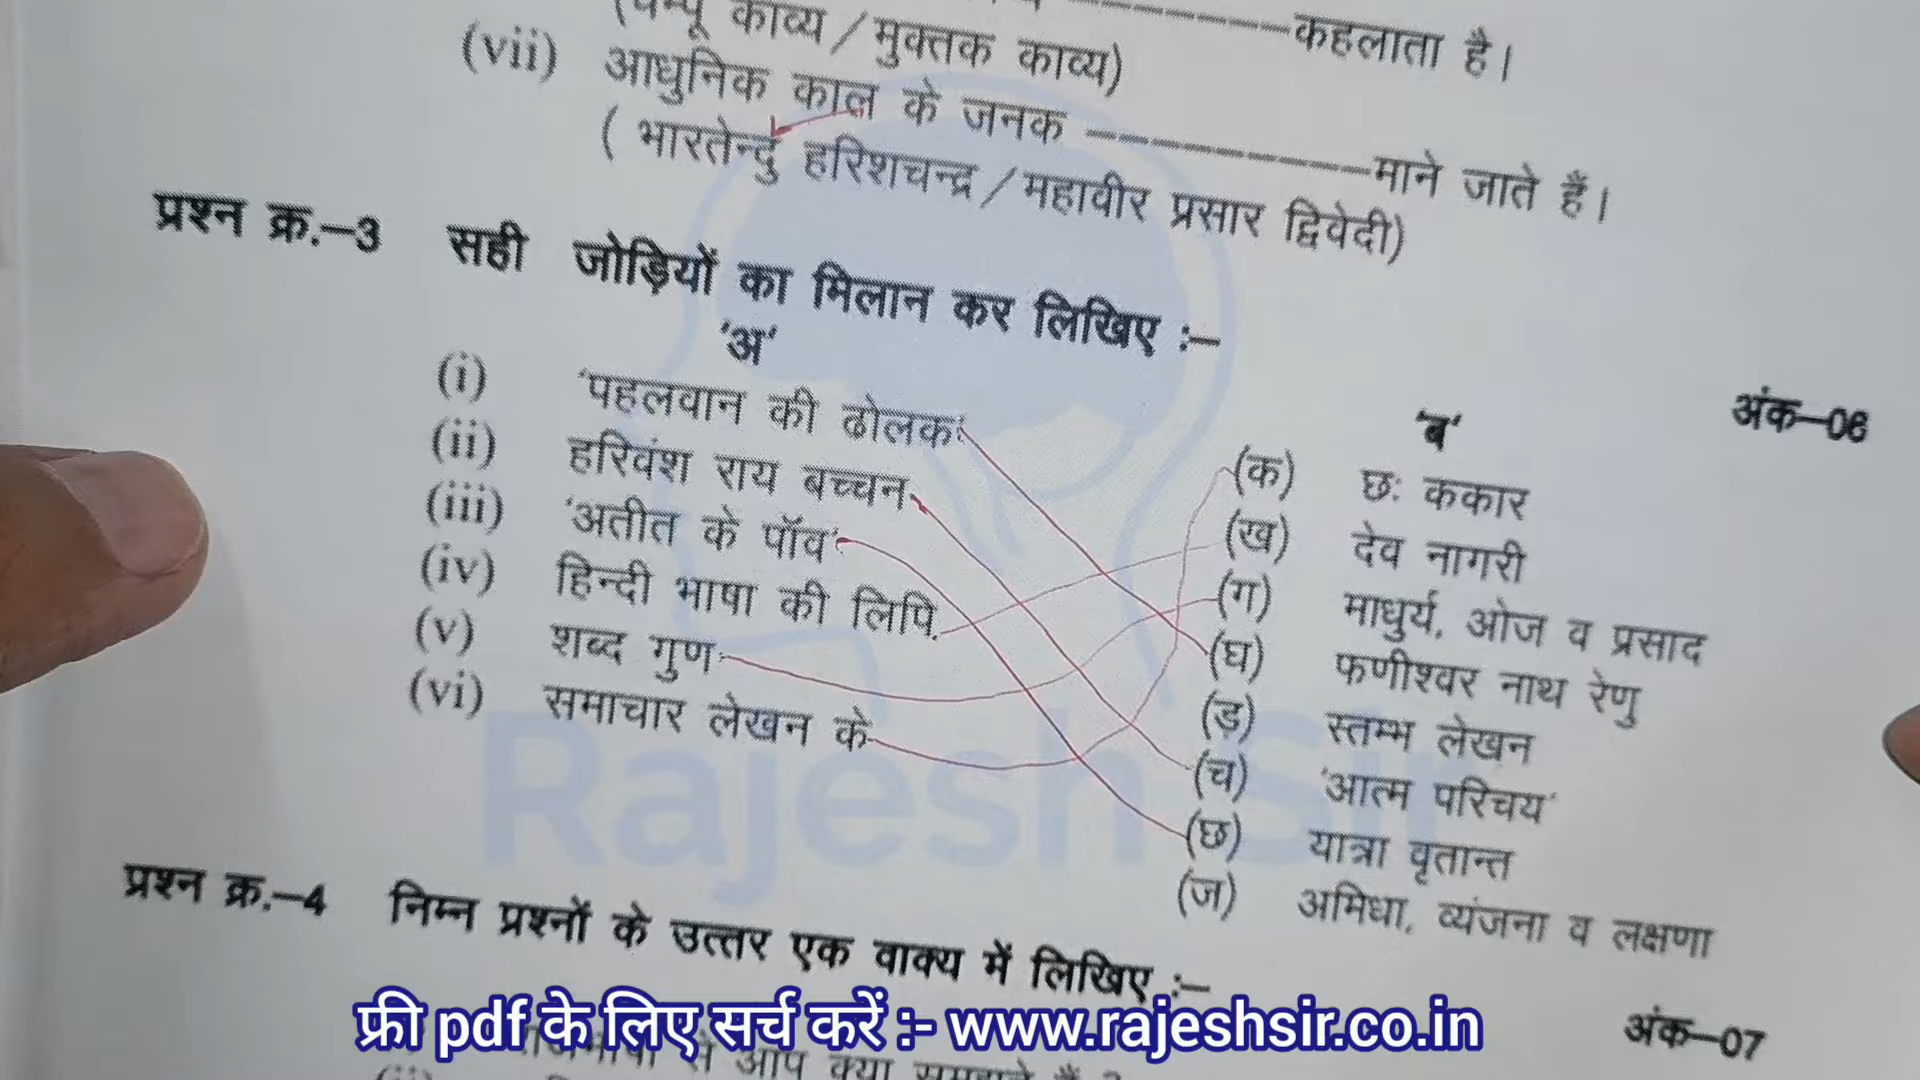 (चम्पू काव्य / मुक्तक काव्य) ----------कहलाता है।
(vii) आधुनिक काल के जनक ----------------माने जाते हैं।
( भारतेन्दु हरिशचन्द्र / महावीर प्रसार द्विवेदी)
प्रश्न क्र.–3 सही जोड़ियों का मिलान कर लिखिए :– अंक–06
'अ' 'ब'
(i) 'पहलवान की ढोलक' (क) छः ककार
(ii) हरिवंश राय बच्चन (ख) देव नागरी
(iii) 'अतीत के पॉव' (ग) माधुर्य, ओज व प्रसाद
(iv) हिन्दी भाषा की लिपि (घ) फणीश्वर नाथ रेणु
(v) शब्द गुण (ड़) स्तम्भ लेखन
(vi) समाचार लेखन के (च) 'आत्म परिचय'
(छ) यात्रा वृतान्त
(ज) अमिधा, व्यंजना व लक्षणा
Rajesh Sir
प्रश्न क्र.–4 निम्न प्रश्नों के उत्तर एक वाक्य में लिखिए :– अंक–07
से आप क्या
फ्री pdf के लिए सर्च करें :- www.rajeshsir.co.in